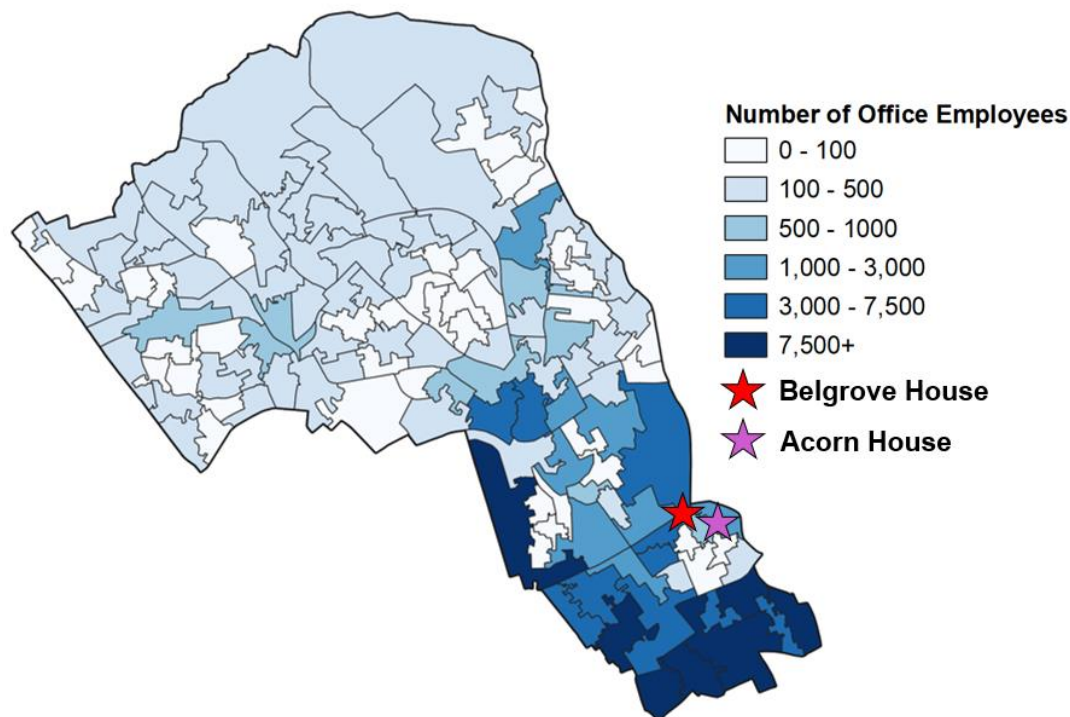 Number of Office Employees
0 - 100
100 - 500
500 - 1000
1,000 - 3,000
3,000 - 7,500
7,500+
Belgrove House
Acorn House